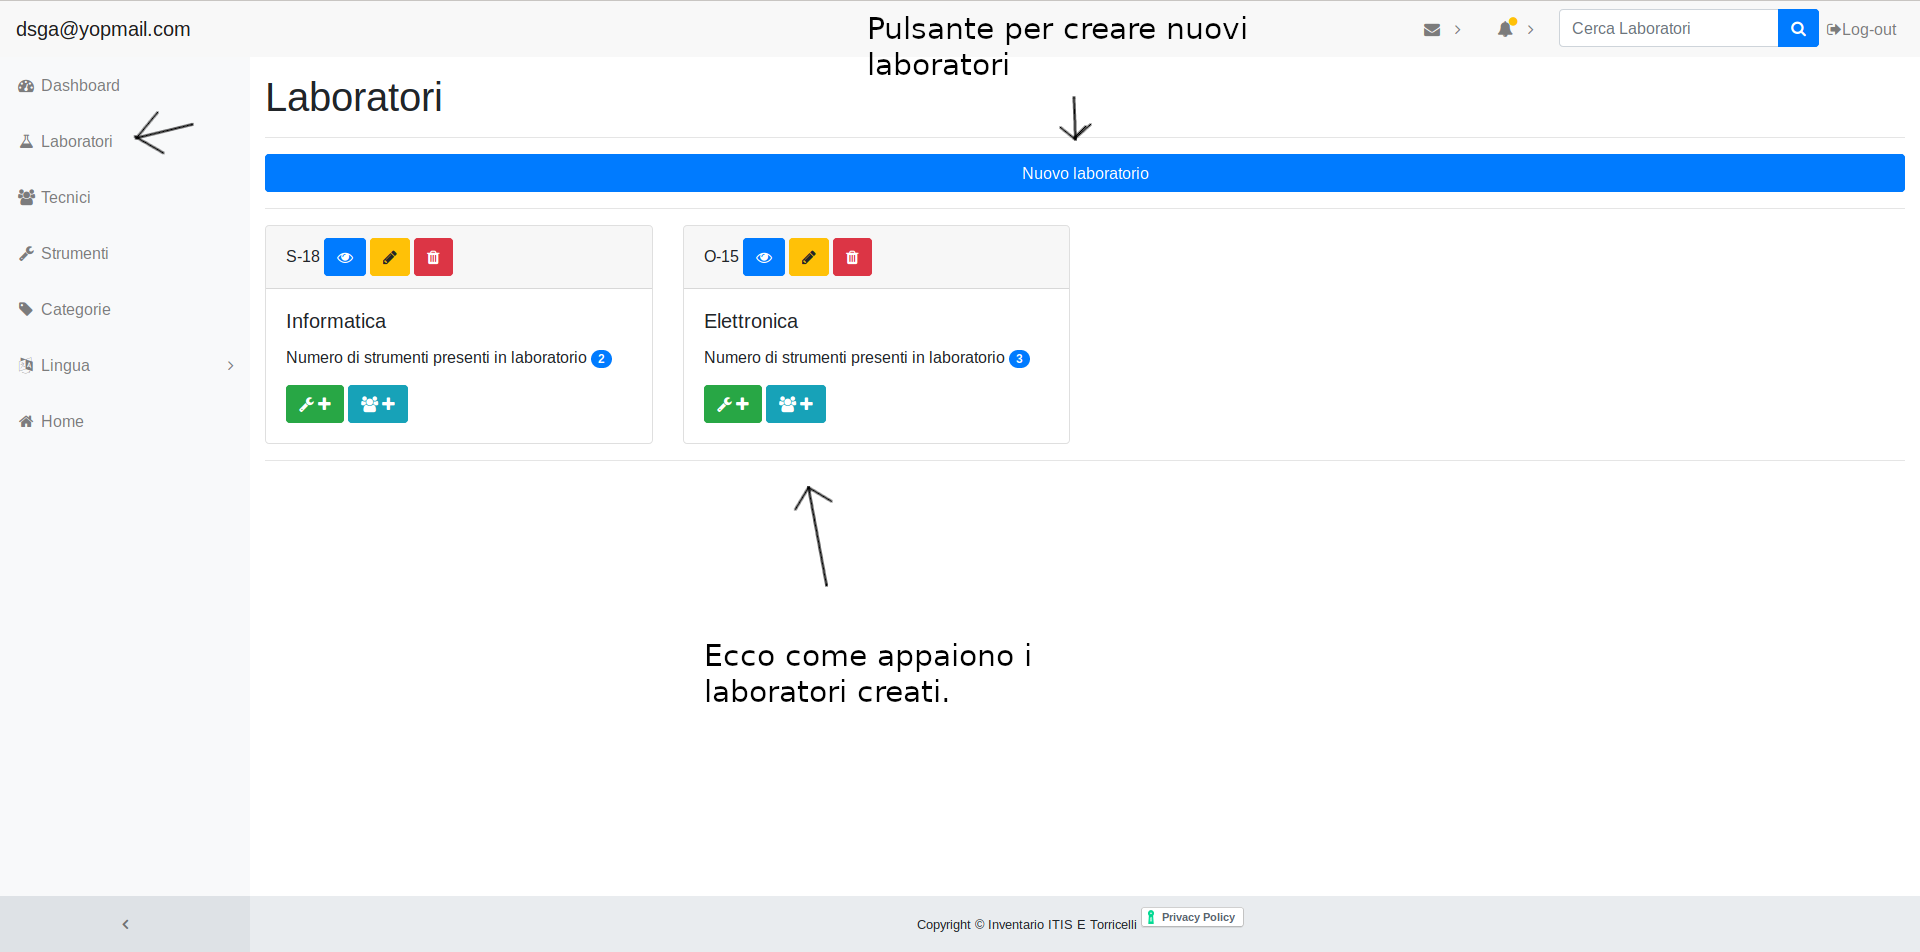 dsga@yopmail.com
Pulsante per creare nuovi
laboratori
Cerca Laboratori
Log-out
Dashboard
Laboratori
Tecnici
Strumenti
Categorie
Lingua
Home
Laboratori
Nuovo laboratorio
S-18
Informatica
Numero di strumenti presenti in laboratorio 2
O-15
Elettronica
Numero di strumenti presenti in laboratorio 3
Ecco come appaiono i
laboratori creati.
Copyright © Inventario ITIS E Torricelli
Privacy Policy